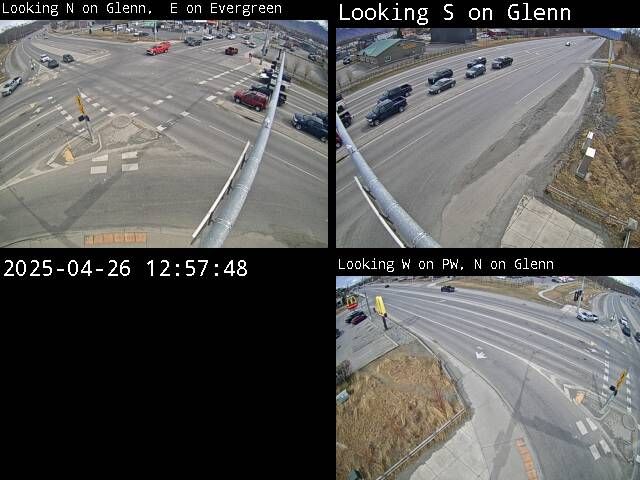 Looking N on Glenn,  E on Evergreen
Looking S on Glenn
2025-04-26 12:57:48
Looking W on PW, N on Glenn